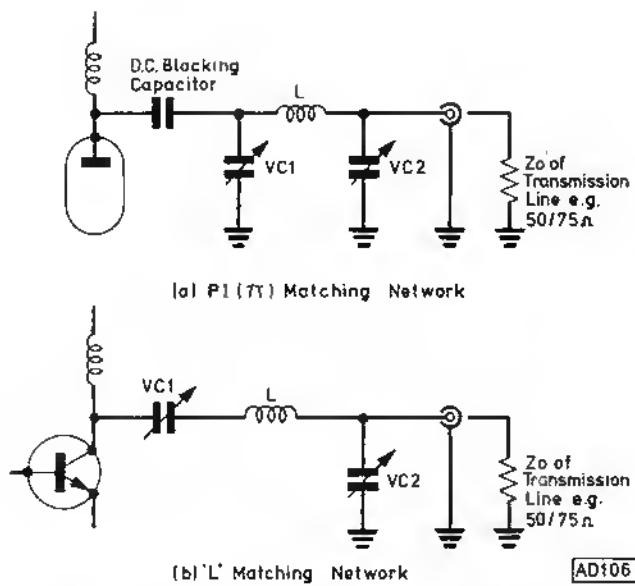 D.C. Blocking
Capacitor
L
VC1
VC2
Zo of
Transmission
Line e.g.
50/75Ω
(a) PI (π) Matching Network
VC1
L
VC2
Zo of
Transmission
Line e.g.
50/75Ω
(b) 'L' Matching Network
AD106